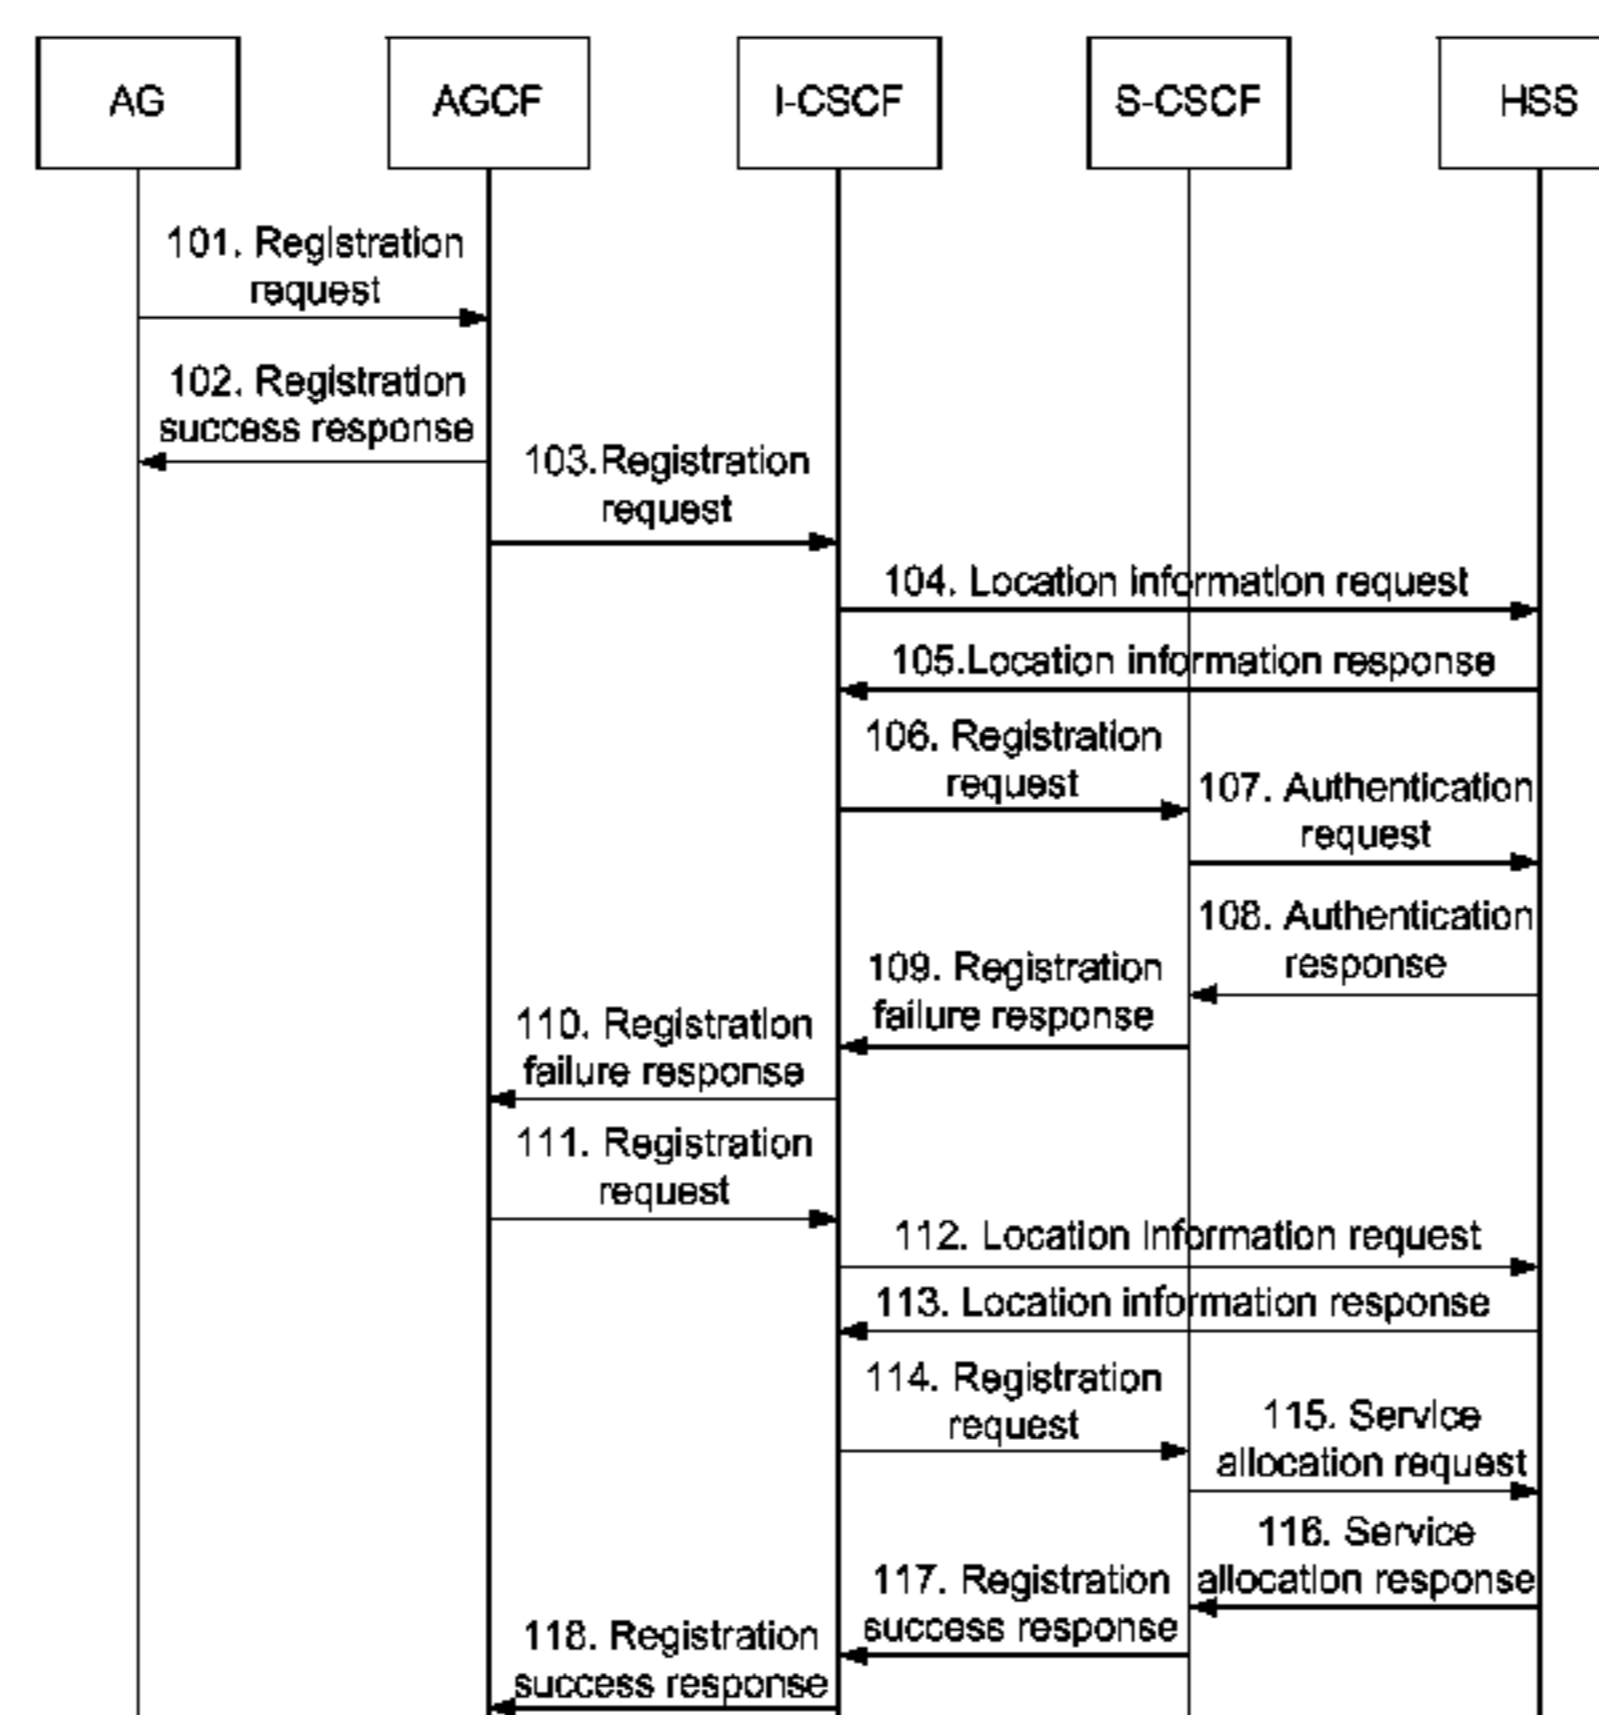 AG
AGCF
I-CSCF
S-CSCF
HSS
101. Registration
request
102. Registration
success response
103.Registration
request
104. Location information request
105.Location information response
106. Registration
request
107. Authentication
request
108. Authentication
response
109. Registration
failure response
110. Registration
failure response
111. Registration
request
112. Location Information request
113. Location information response
114. Registration
request
115. Service
allocation request
116. Service
allocation response
117. Registration
success response
118. Registration
success response